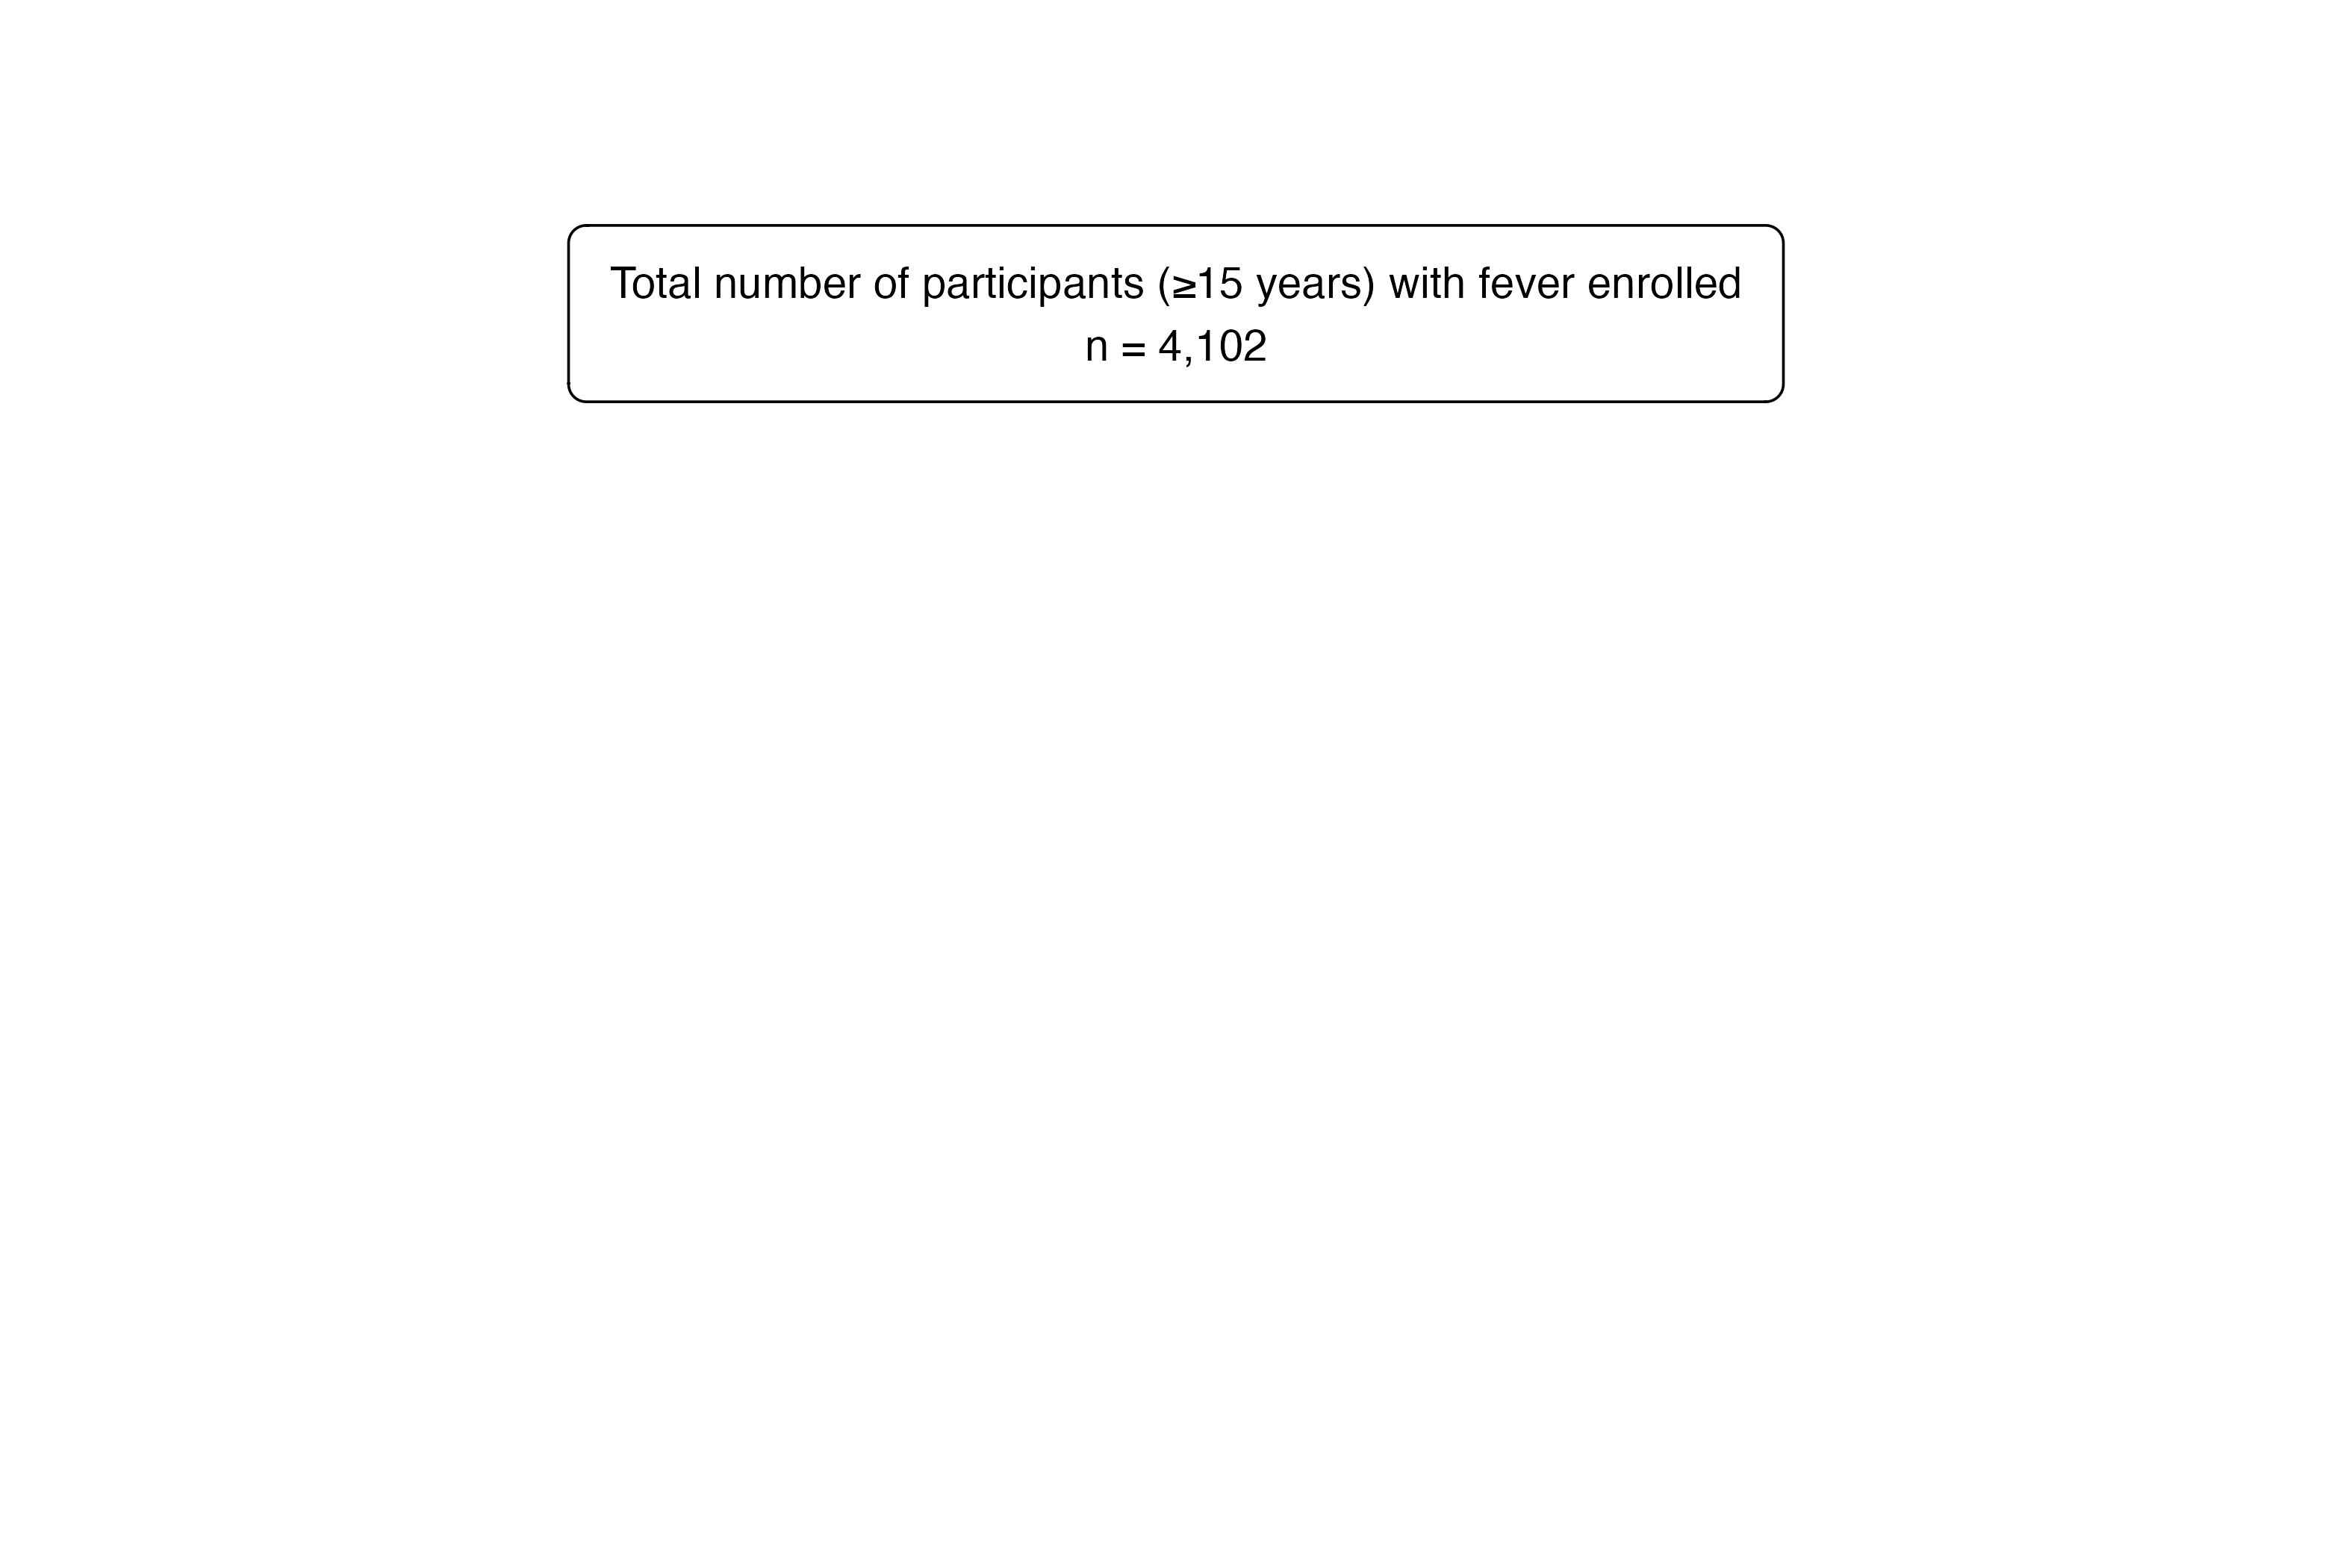 Total number of participants (≥15 years) with fever enrolled
n = 4,102